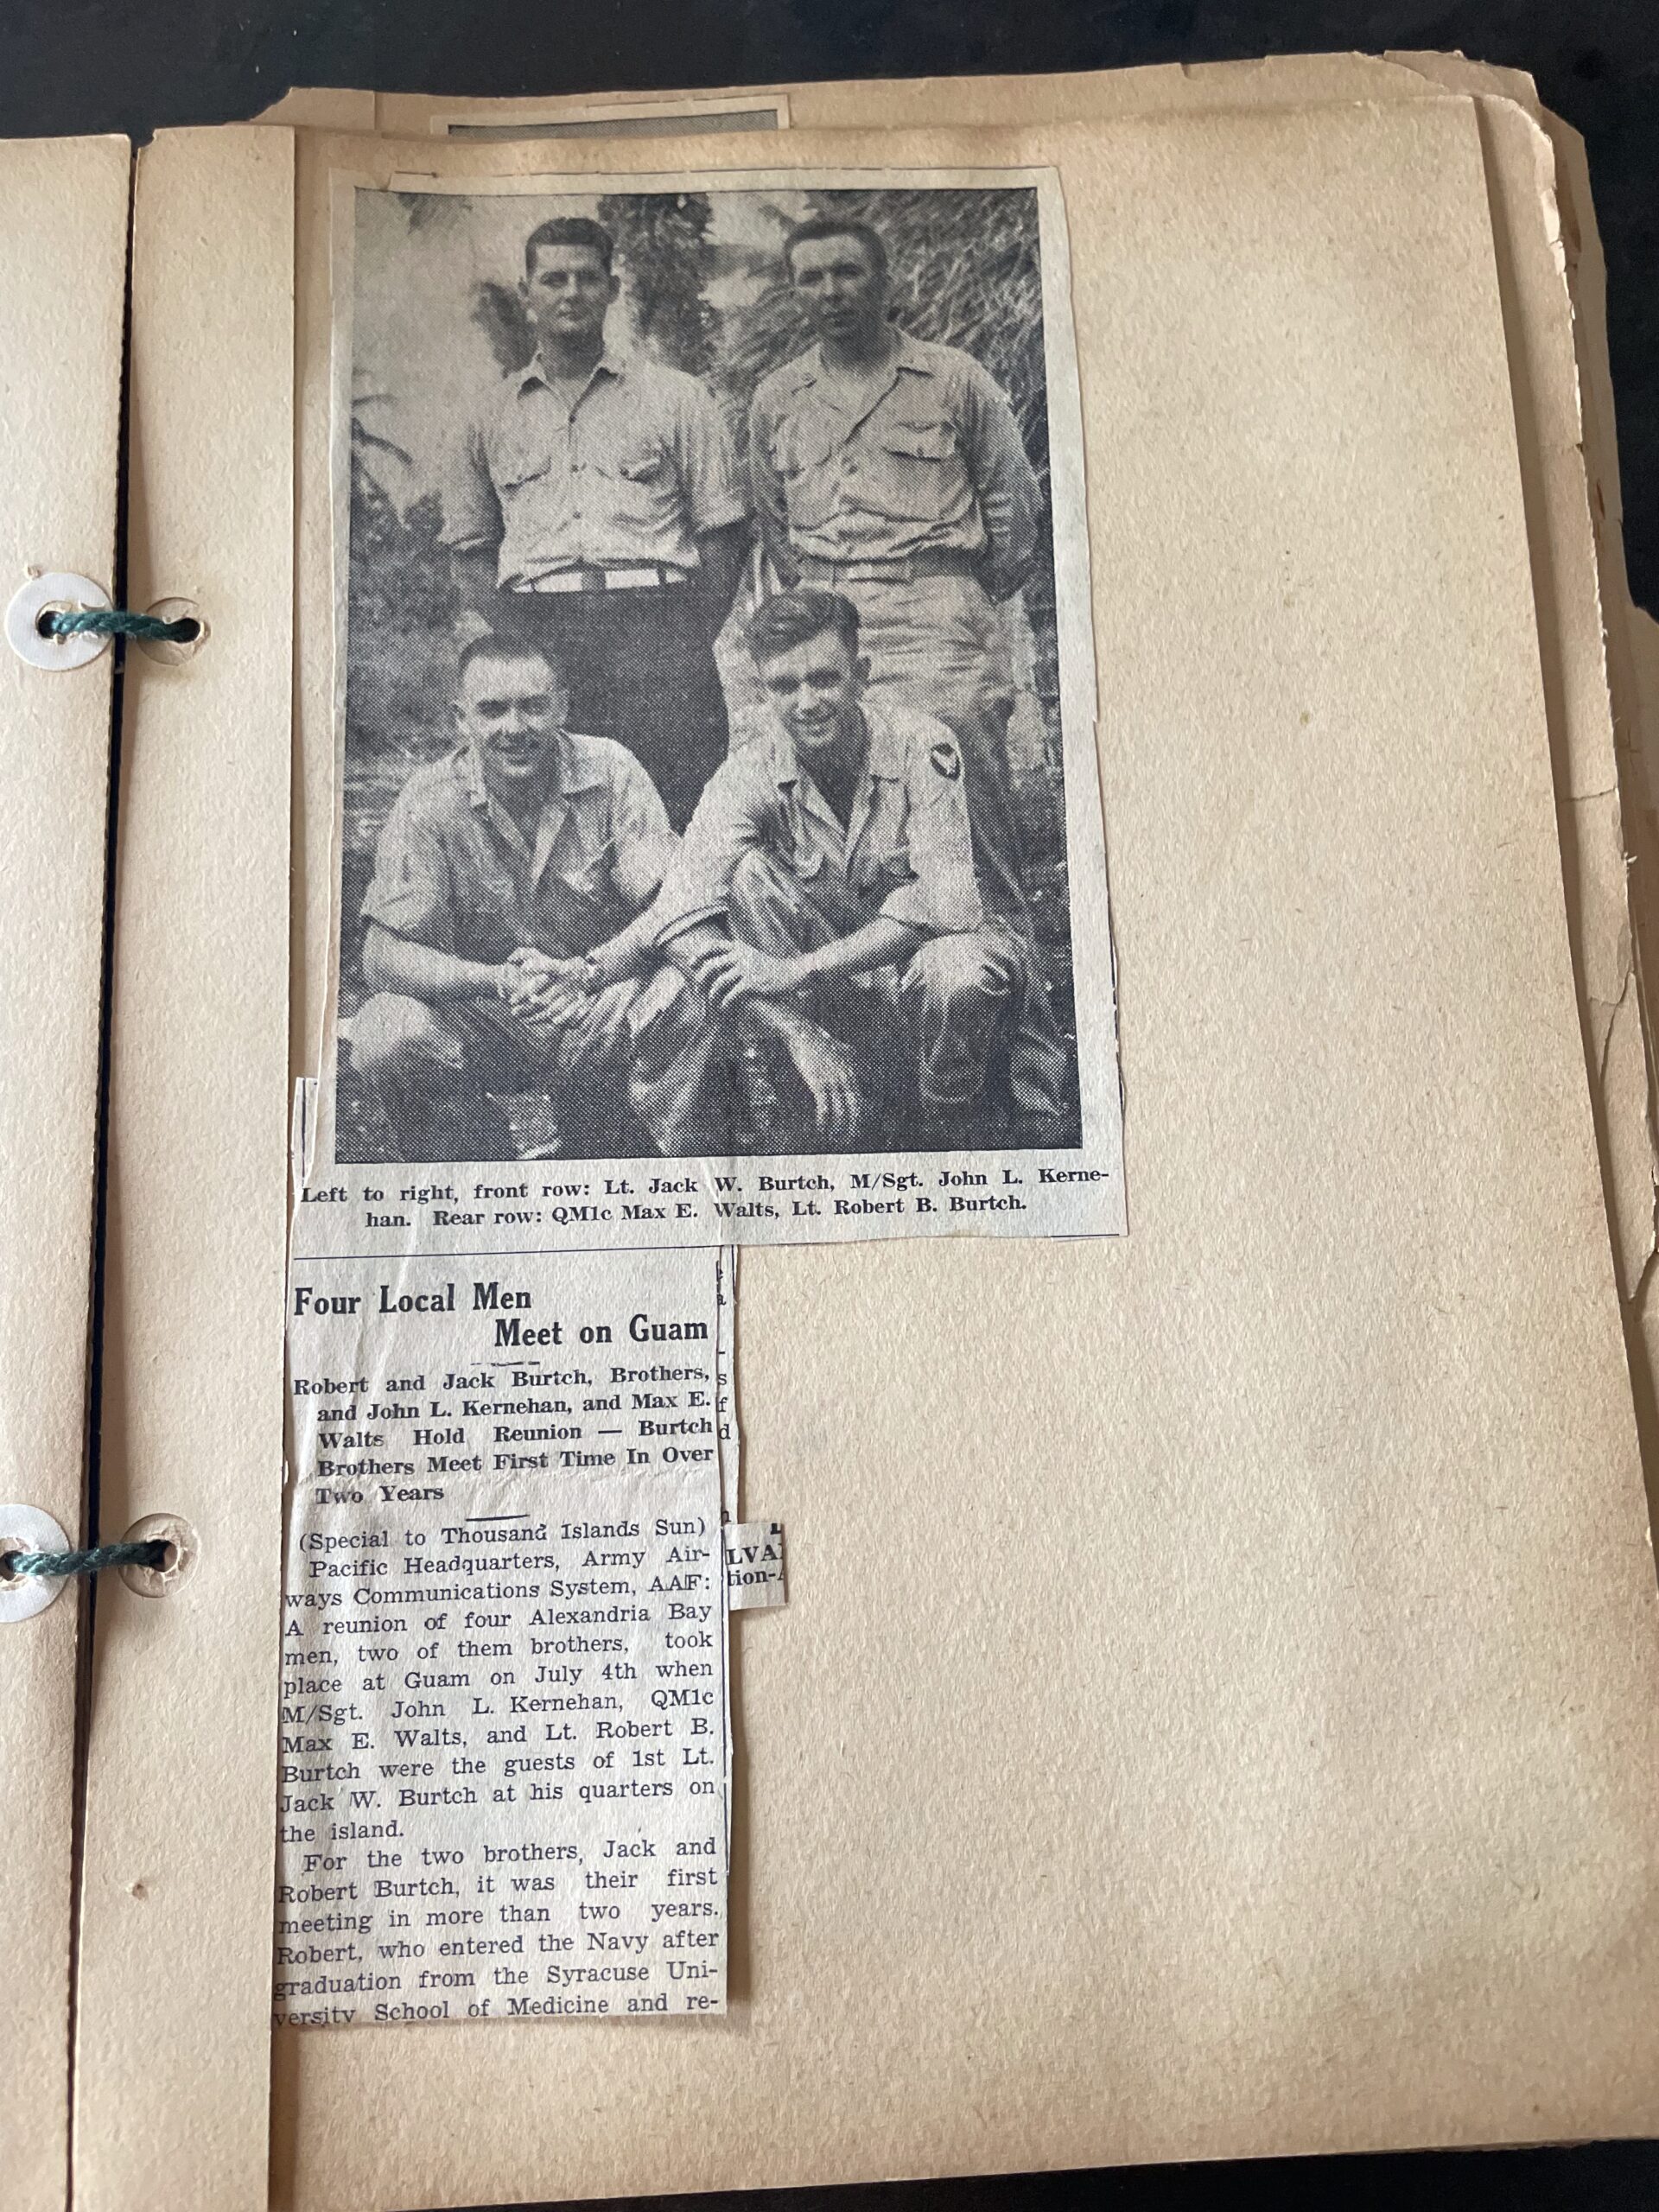 Left to right, front row: Lt. Jack W. Burtch, M/Sgt. John L. Kerne-
han. Rear row: QM1c Max E. Walts, Lt. Robert B. Burtch.
Four Local Men
Meet on Guam
Robert and Jack Burtch, Brothers,
and John L. Kernehan, and Max E.
Walts Hold Reunion — Burtch
Brothers Meet First Time In Over
Two Years
(Special to Thousand Islands Sun)
Pacific Headquarters, Army Air-
ways Communications System, AAF:
A reunion of four Alexandria Bay
men, two of them brothers, took
place at Guam on July 4th when
M/Sgt. John L. Kernehan, QM1c
Max E. Walts, and Lt. Robert B.
Burtch were the guests of 1st Lt.
Jack W. Burtch at his quarters on
the island.
For the two brothers, Jack and
Robert Burtch, it was their first
meeting in more than two years.
Robert, who entered the Navy after
graduation from the Syracuse Uni-
versity School of Medicine and re-
s
f
d
LVA
tion-